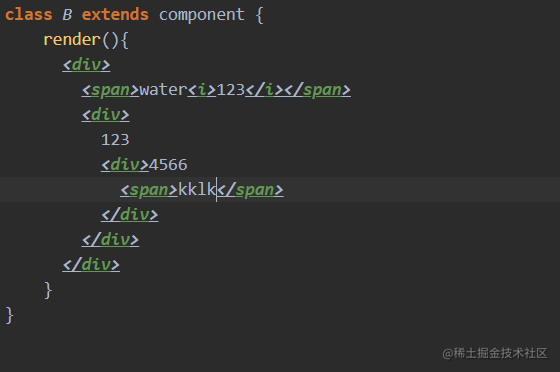 class B extends component {
    render(){
      <div>
        <span>water<i>123</i></span>
        <div>
          123
          <div>4566
            <span>kklk</span>
          </div>
        </div>
      </div>
    }
}
@稀土掘金技术社区